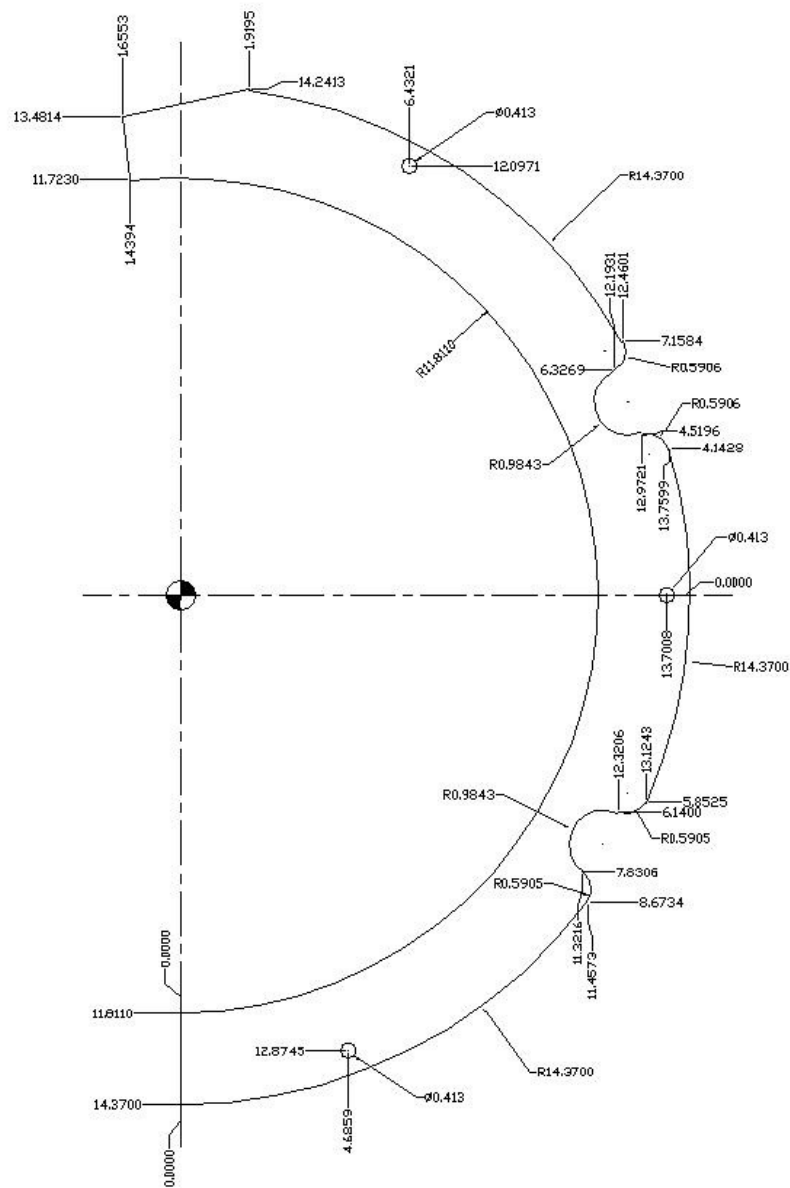 1.6553
1.9195
14.2413
6.4321
13.4814
Ø0.413
12.0971
11.7230
R14.3700
1.4394
12.1931
12.4601
7.1584
R11.8110
6.3269
R0.5906
R0.5906
4.5196
R0.9843
4.1428
12.9721
13.7599
Ø0.413
0.0000
13.7008
R14.3700
12.3206
13.1243
R0.9843
5.8525
6.1400
R0.5905
7.8306
R0.5905
8.6734
11.3216
11.4573
0.0000
11.8110
12.8745
R14.3700
Ø0.413
14.3700
4.6859
0.0000